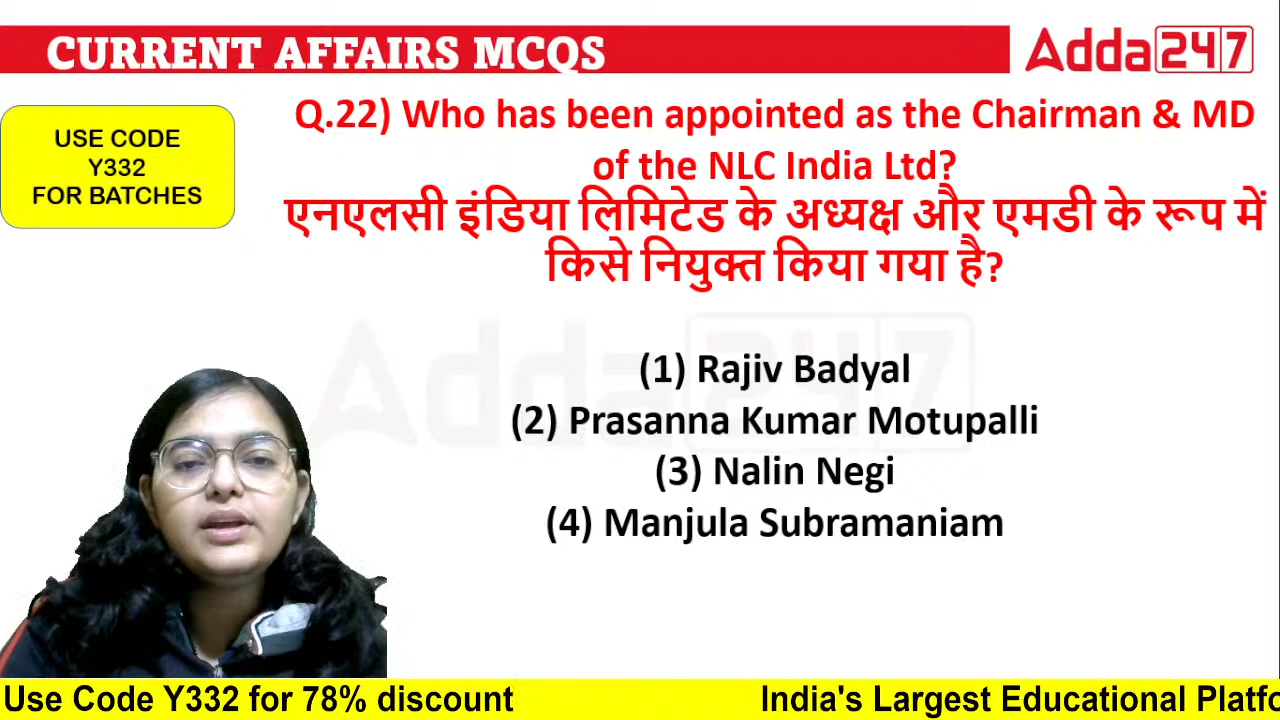 CURRENT AFFAIRS MCQS
Adda247
USE CODE
Y332
FOR BATCHES
Q.22) Who has been appointed as the Chairman & MD
of the NLC India Ltd?
एनएलसी इंडिया लिमिटेड के अध्यक्ष और एमडी के रूप में
किसे नियुक्त किया गया है?
Adda247
(1) Rajiv Badyal
(2) Prasanna Kumar Motupalli
(3) Nalin Negi
(4) Manjula Subramaniam
Use Code Y332 for 78% discount
India's Largest Educational Platfo